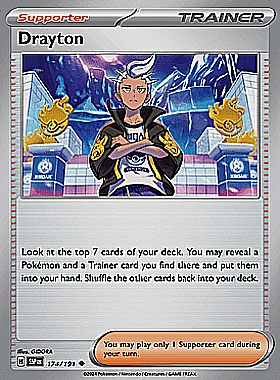 Supporter
TRAINER
Drayton
Look at the top 7 cards of your deck. You may reveal a
Pokémon and a Trainer card you find there and put them
into your hand. Shuffle the other cards back into your deck.
Illus. GIDORA
You may play only 1 Supporter card during
your turn.
174/191
©2024 Pokémon / Nintendo / Creatures / GAME FREAK